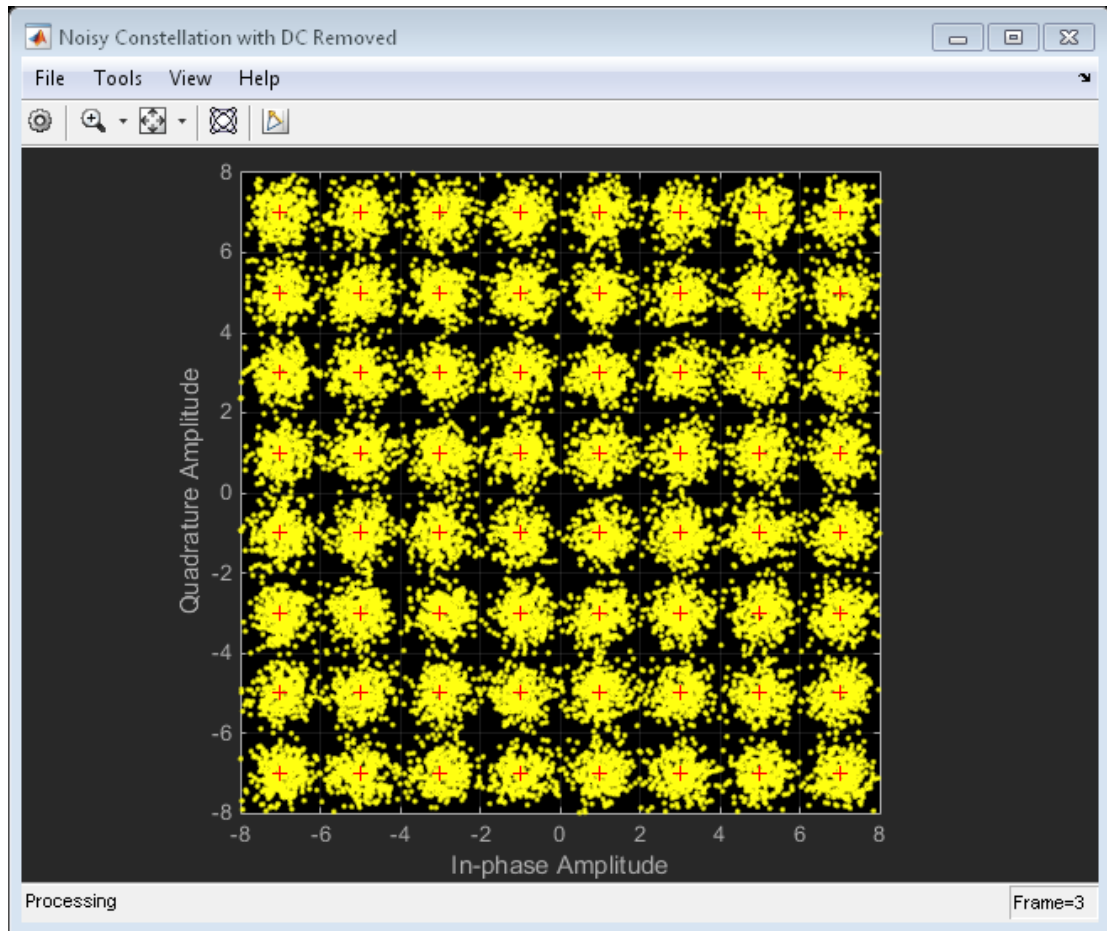 Noisy Constellation with DC Removed
File Tools View Help
8
6
4
2
0
-2
-4
-6
-8
Quadrature Amplitude
-8 -6 -4 -2 0 2 4 6 8
In-phase Amplitude
Processing Frame=3